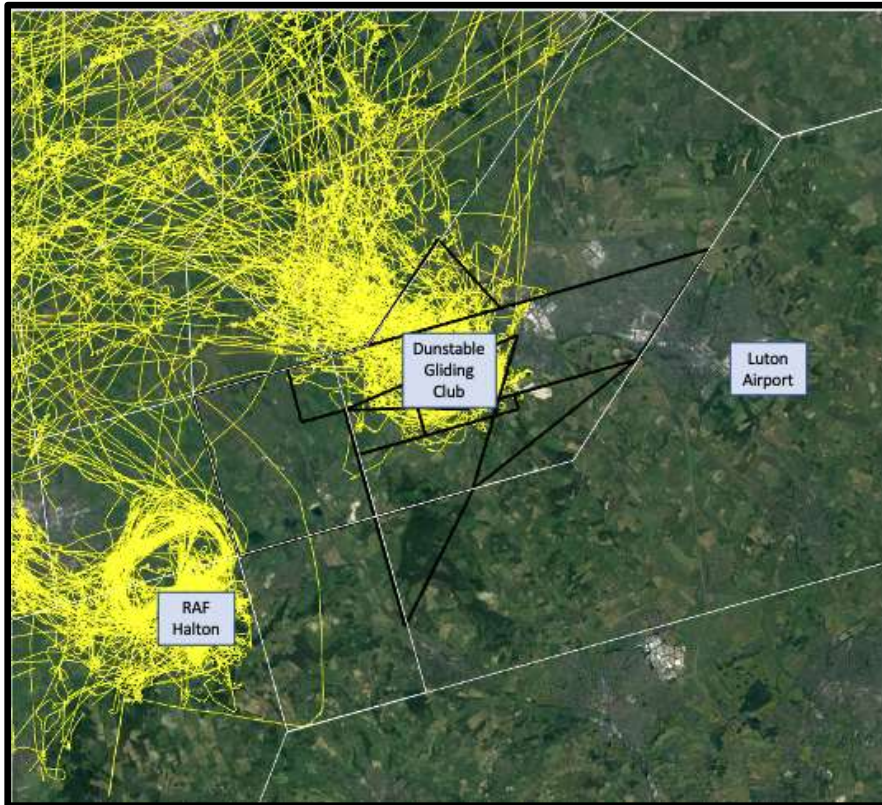 Dunstable
Gliding
Club
Luton
Airport
RAF
Halton